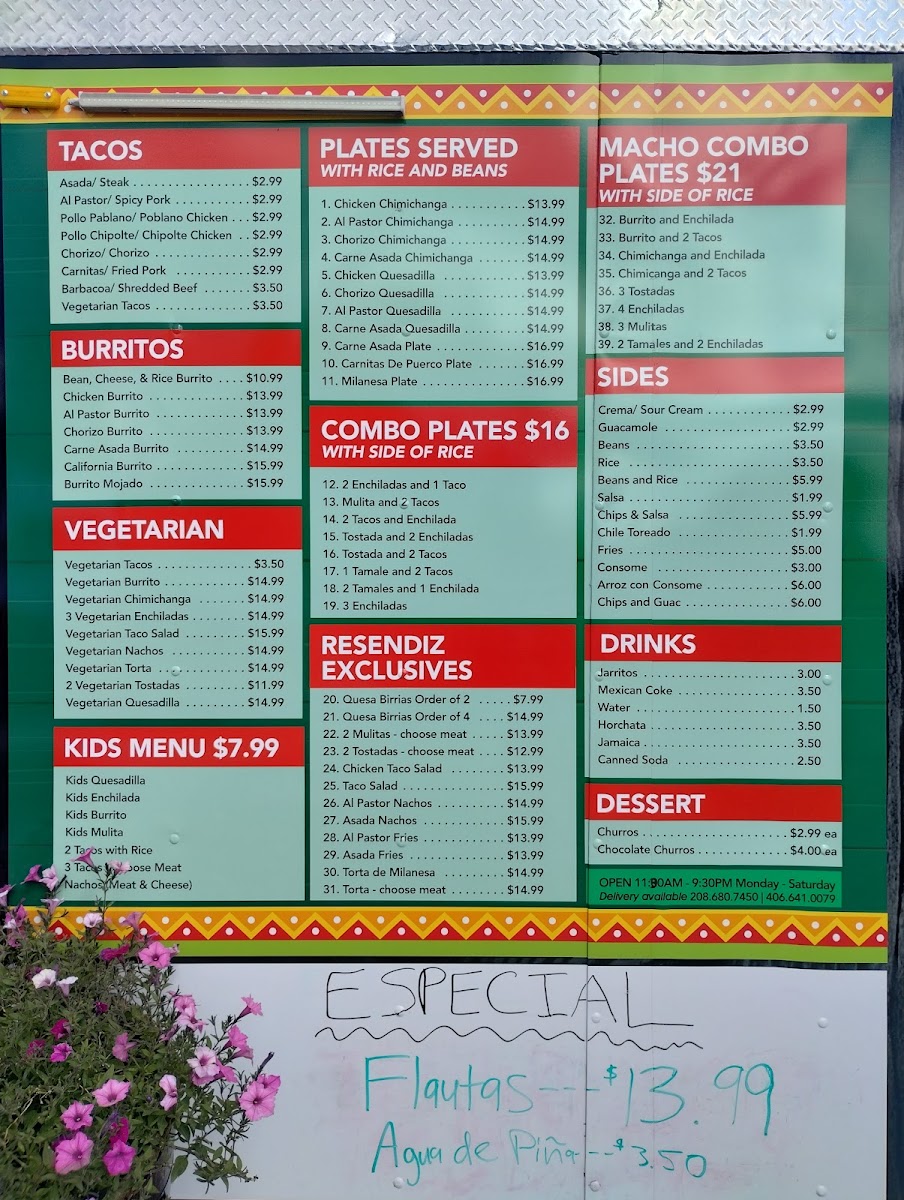 TACOS
Asada/ Steak . . . . . . . . . . . . . . . . . $2.99
Al Pastor/ Spicy Pork . . . . . . . . . . . $2.99
Pollo Pablano/ Poblano Chicken . . . $2.99
Pollo Chipolte/ Chipolte Chicken . . $2.99
Chorizo/ Chorizo . . . . . . . . . . . . . . $2.99
Carnitas/ Fried Pork . . . . . . . . . . . $2.99
Barbacoa/ Shredded Beef . . . . . . . $3.50
Vegetarian Tacos . . . . . . . . . . . . . . $3.50
BURRITOS
Bean, Cheese, & Rice Burrito . . . . $10.99
Chicken Burrito . . . . . . . . . . . . . . $13.99
Al Pastor Burrito . . . . . . . . . . . . . $13.99
Chorizo Burrito . . . . . . . . . . . . . . $13.99
Carne Asada Burrito . . . . . . . . . . $14.99
California Burrito . . . . . . . . . . . . . $15.99
Burrito Mojado . . . . . . . . . . . . . . $15.99
VEGETARIAN
Vegetarian Tacos . . . . . . . . . . . . . . $3.50
Vegetarian Burrito . . . . . . . . . . . . $14.99
Vegetarian Chimichanga . . . . . . . $14.99
3 Vegetarian Enchiladas . . . . . . . . $14.99
Vegetarian Taco Salad . . . . . . . . . $15.99
Vegetarian Nachos . . . . . . . . . . . $14.99
Vegetarian Torta . . . . . . . . . . . . . $14.99
2 Vegetarian Tostadas . . . . . . . . . $11.99
Vegetarian Quesadilla . . . . . . . . . $14.99
KIDS MENU $7.99
Kids Quesadilla
Kids Enchilada
Kids Burrito
Kids Mulita
2 Tacos with Rice
3 Tacos Choose Meat
Nachos (Meat & Cheese)
PLATES SERVED
WITH RICE AND BEANS
1. Chicken Chimichanga . . . . . . . . . . . $13.99
2. Al Pastor Chimichanga . . . . . . . . . . $14.99
3. Chorizo Chimichanga . . . . . . . . . . . $14.99
4. Carne Asada Chimichanga . . . . . . . $14.99
5. Chicken Quesadilla . . . . . . . . . . . . $13.99
6. Chorizo Quesadilla . . . . . . . . . . . . $14.99
7. Al Pastor Quesadilla . . . . . . . . . . . $14.99
8. Carne Asada Quesadilla . . . . . . . . . $14.99
9. Carne Asada Plate . . . . . . . . . . . . . $16.99
10. Carnitas De Puerco Plate . . . . . . . $16.99
11. Milanesa Plate . . . . . . . . . . . . . . . $16.99
COMBO PLATES $16
WITH SIDE OF RICE
12. 2 Enchiladas and 1 Taco
13. Mulita and 2 Tacos
14. 2 Tacos and Enchilada
15. Tostada and 2 Enchiladas
16. Tostada and 2 Tacos
17. 1 Tamale and 2 Tacos
18. 2 Tamales and 1 Enchilada
19. 3 Enchiladas
RESENDIZ
EXCLUSIVES
20. Quesa Birrias Order of 2 . . . . . $7.99
21. Quesa Birrias Order of 4 . . . . $14.99
22. 2 Mulitas - choose meat . . . . . $13.99
23. 2 Tostadas - choose meat . . . . $12.99
24. Chicken Taco Salad . . . . . . . . $13.99
25. Taco Salad . . . . . . . . . . . . . . . $15.99
26. Al Pastor Nachos . . . . . . . . . . $14.99
27. Asada Nachos . . . . . . . . . . . . $15.99
28. Al Pastor Fries . . . . . . . . . . . . $13.99
29. Asada Fries . . . . . . . . . . . . . . $13.99
30. Torta de Milanesa . . . . . . . . . $14.99
31. Torta - choose meat . . . . . . . . $14.99
MACHO COMBO
PLATES $21
WITH SIDE OF RICE
32. Burrito and Enchilada
33. Burrito and 2 Tacos
34. Chimichanga and Enchilada
35. Chimicanga and 2 Tacos
36. 3 Tostadas
37. 4 Enchiladas
38. 3 Mulitas
39. 2 Tamales and 2 Enchiladas
SIDES
Crema/ Sour Cream . . . . . . . . . . . $2.99
Guacamole . . . . . . . . . . . . . . . . . . $2.99
Beans . . . . . . . . . . . . . . . . . . . . . . $3.50
Rice . . . . . . . . . . . . . . . . . . . . . . . $3.50
Beans and Rice . . . . . . . . . . . . . . . $5.99
Salsa . . . . . . . . . . . . . . . . . . . . . . . $1.99
Chips & Salsa . . . . . . . . . . . . . . . . $5.99
Chile Toreado . . . . . . . . . . . . . . . . $1.99
Fries . . . . . . . . . . . . . . . . . . . . . . . $5.00
Consome . . . . . . . . . . . . . . . . . . . $3.00
Arroz con Consome . . . . . . . . . . . $6.00
Chips and Guac . . . . . . . . . . . . . . $6.00
DRINKS
Jarritos . . . . . . . . . . . . . . . . . . . . . . 3.00
Mexican Coke . . . . . . . . . . . . . . . . 3.50
Water . . . . . . . . . . . . . . . . . . . . . . . 1.50
Horchata . . . . . . . . . . . . . . . . . . . . 3.50
Jamaica . . . . . . . . . . . . . . . . . . . . . 3.50
Canned Soda . . . . . . . . . . . . . . . . . 2.50
DESSERT
Churros . . . . . . . . . . . . . . . . . . . . $2.99 ea
Chocolate Churros . . . . . . . . . . . . $4.00 ea
OPEN 11:30AM - 9:30PM Monday - Saturday
Delivery available 208.680.7450 | 406.641.0079
ESPECIAL
Flautas---$13.99
Agua de Piña--$3.50